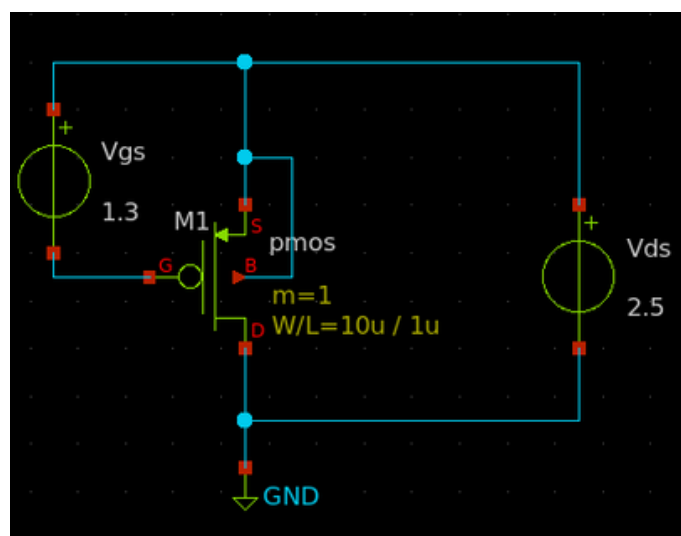 +
Vgs
1.3
M1
S
pmos
G
B
m=1
W/L=10u / 1u
D
+
Vds
2.5
GND